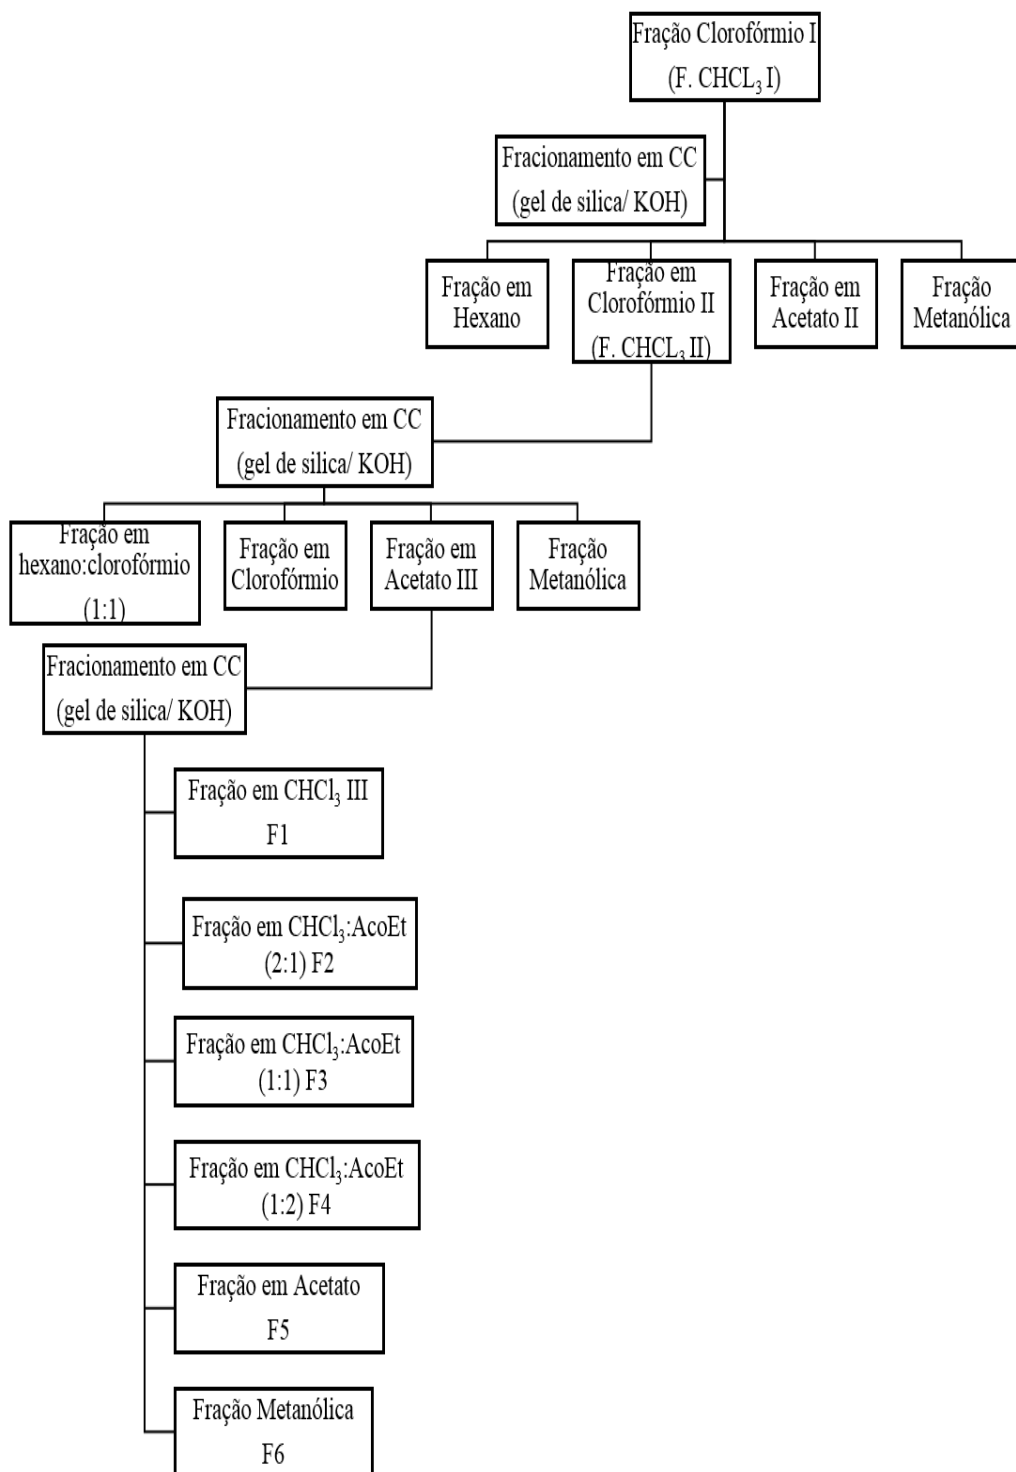 Fração Clorofórmio I
(F. CHCL₃ I)
Fracionamento em CC
(gel de silica/ KOH)
Fração em
Hexano
Fração em
Clorofórmio II
(F. CHCL₃ II)
Fração em
Acetato II
Fração
Metanólica
Fracionamento em CC
(gel de silica/ KOH)
Fração em
hexano:clorofórmio
(1:1)
Fração em
Clorofórmio
Fração em
Acetato III
Fração
Metanólica
Fracionamento em CC
(gel de silica/ KOH)
Fração em CHCl₃ III
F1
Fração em CHCl₃:AcoEt
(2:1) F2
Fração em CHCl₃:AcoEt
(1:1) F3
Fração em CHCl₃:AcoEt
(1:2) F4
Fração em Acetato
F5
Fração Metanólica
F6